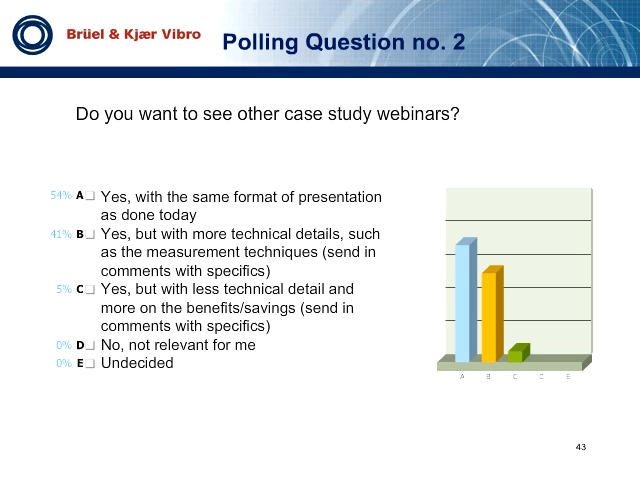 Brüel & Kjær Vibro
Polling Question no. 2
Do you want to see other case study webinars?
54% A Yes, with the same format of presentation
as done today
41% B Yes, but with more technical details, such
as the measurement techniques (send in
comments with specifics)
5% C Yes, but with less technical detail and
more on the benefits/savings (send in
comments with specifics)
0% D No, not relevant for me
0% E Undecided
A B C C E
43